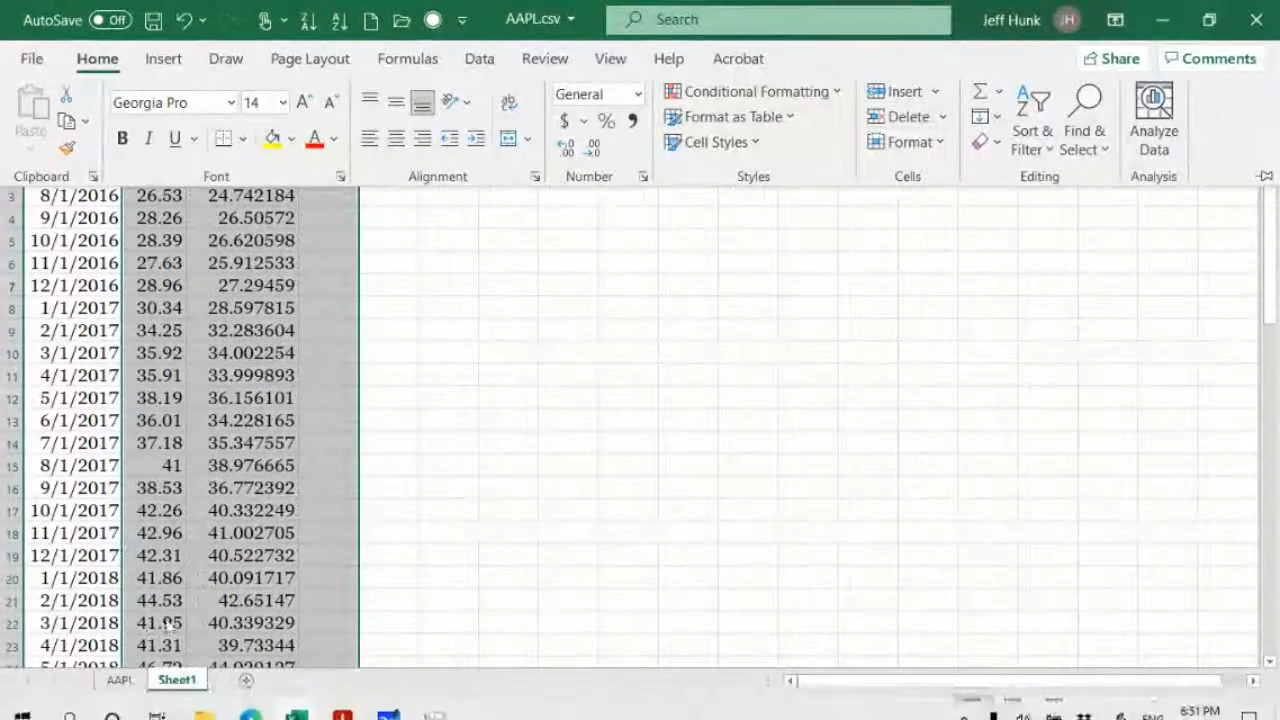 AutoSave Off AAPL.csv Search Jeff Hunk JH
File Home Insert Draw Page Layout Formulas Data Review View Help Acrobat Share Comments
Georgia Pro 14 General Conditional Formatting Insert
Paste Format as Table Delete Sort & Find & Analyze
Cell Styles Format Filter Select Data
Clipboard Font Alignment Number Styles Cells Editing Analysis
3 8/1/2016 26.53 24.742184
4 9/1/2016 28.26 26.50572
5 10/1/2016 28.39 26.620598
6 11/1/2016 27.63 25.912533
7 12/1/2016 28.96 27.29459
8 1/1/2017 30.34 28.597815
9 2/1/2017 34.25 32.283604
10 3/1/2017 35.92 34.002254
11 4/1/2017 35.91 33.999893
12 5/1/2017 38.19 36.156101
13 6/1/2017 36.01 34.228165
14 7/1/2017 37.18 35.347557
15 8/1/2017 41 38.976665
16 9/1/2017 38.53 36.772392
17 10/1/2017 42.26 40.332249
18 11/1/2017 42.96 41.002705
19 12/1/2017 42.31 40.522732
20 1/1/2018 41.86 40.091717
21 2/1/2018 44.53 42.65147
22 3/1/2018 41.95 40.339329
23 4/1/2018 41.31 39.73344
5/1/2018
AAPL Sheet1
6:51 PM
ENG